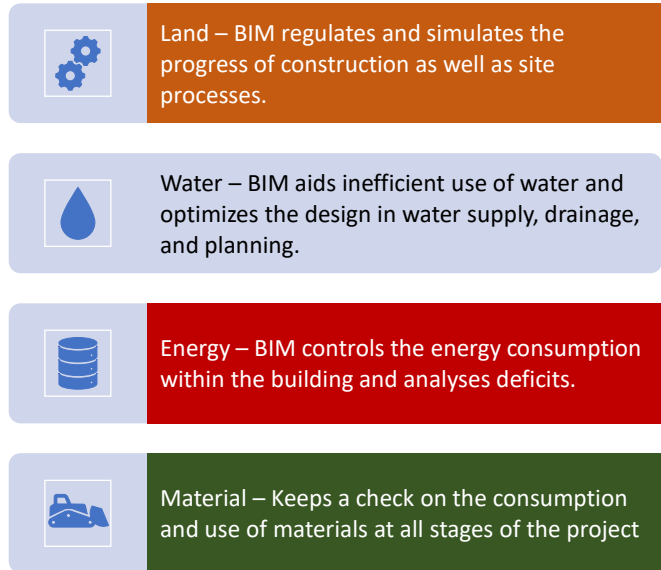 Land – BIM regulates and simulates the
progress of construction as well as site
processes.
Water – BIM aids inefficient use of water and
optimizes the design in water supply, drainage,
and planning.
Energy – BIM controls the energy consumption
within the building and analyses deficits.
Material – Keeps a check on the consumption
and use of materials at all stages of the project